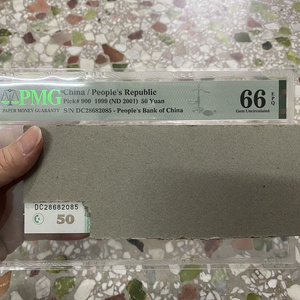 PMG
PAPER MONEY GUARANTY
China / People's Republic
Pick# 900 1999 (ND 2001) 50 Yuan
S/N DC28682085 - People's Bank of China
66 EPQ
Gem Uncirculated
DC28682085
50